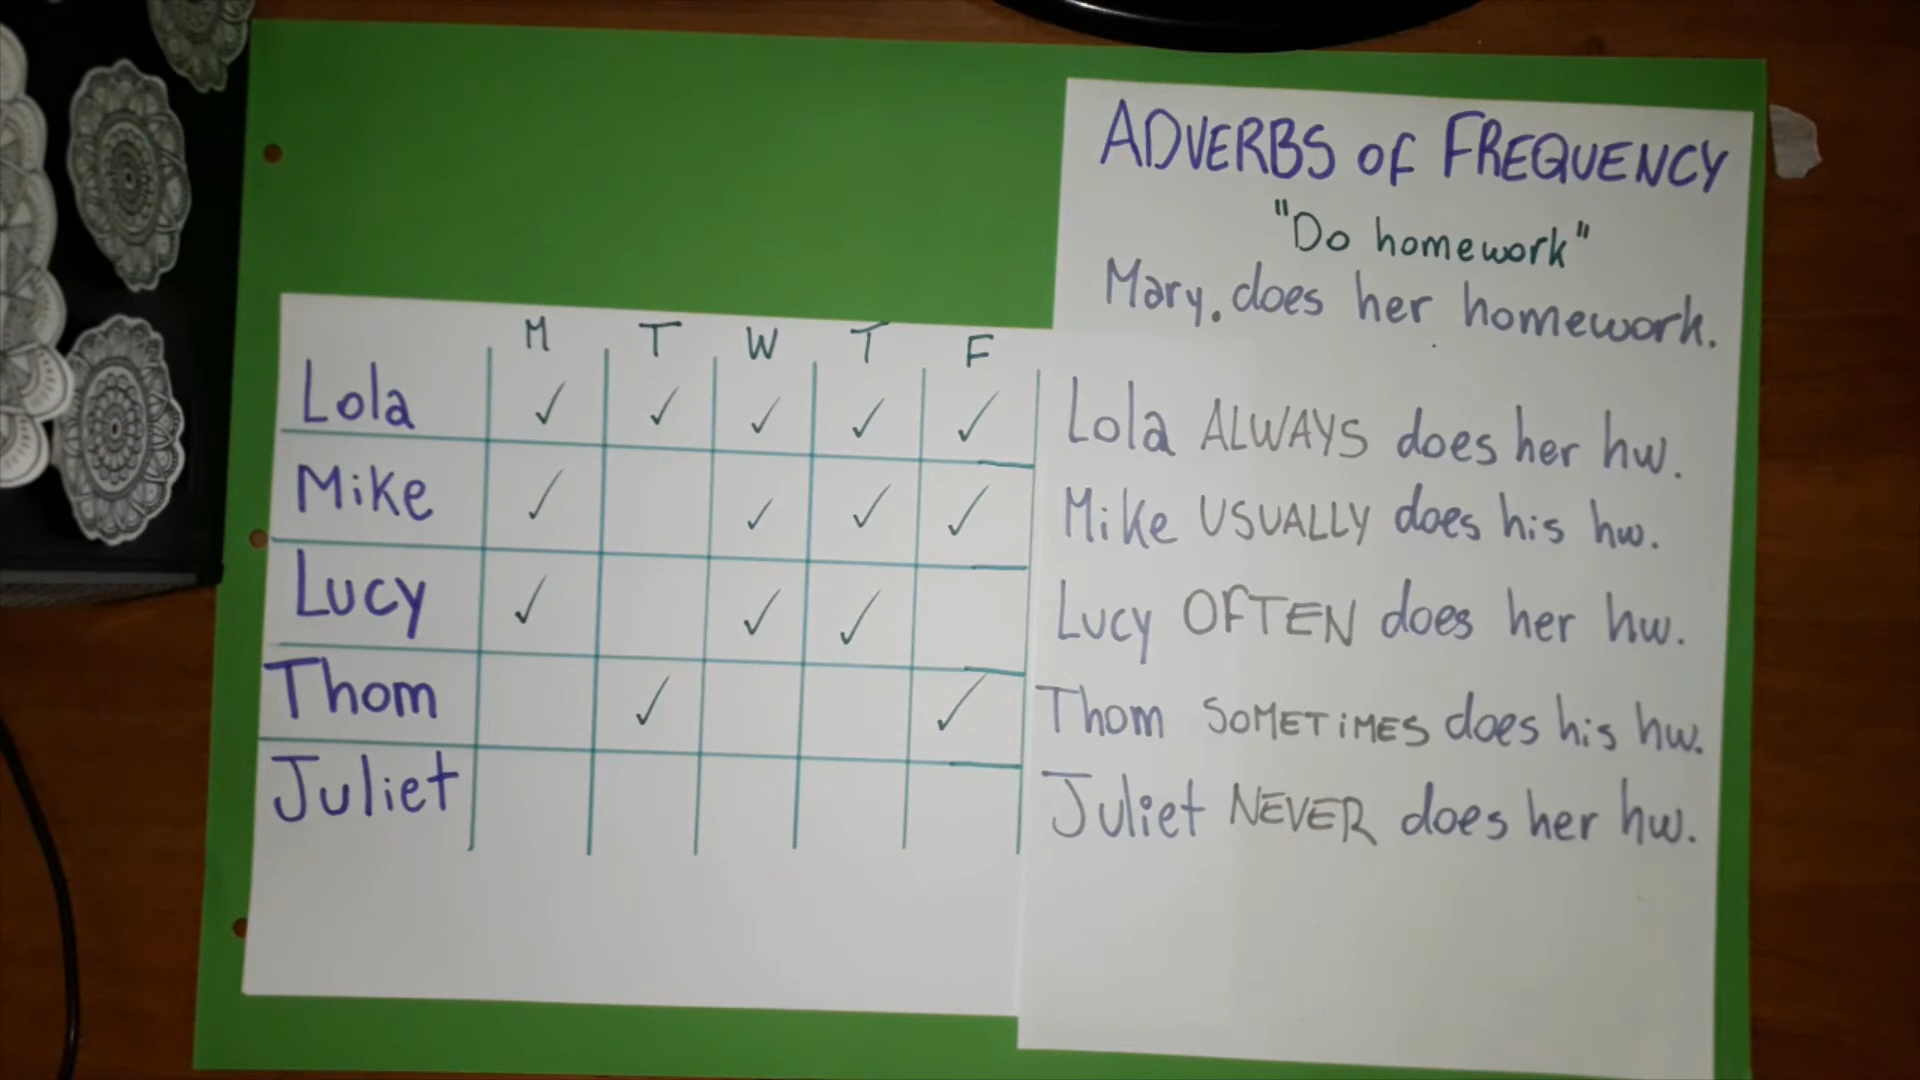 ADVERBS OF FREQUENCY
"Do homework"
Mary. does her homework.
M T W T F
Lola ✓ ✓ ✓ ✓ ✓
Mike ✓ ✓ ✓ ✓
Lucy ✓ ✓ ✓
Thom ✓ ✓
Juliet
Lola ALWAYS does her hw.
Mike USUALLY does his hw.
Lucy OFTEN does her hw.
Thom SOMETIMES does his hw.
Juliet NEVER does her hw.